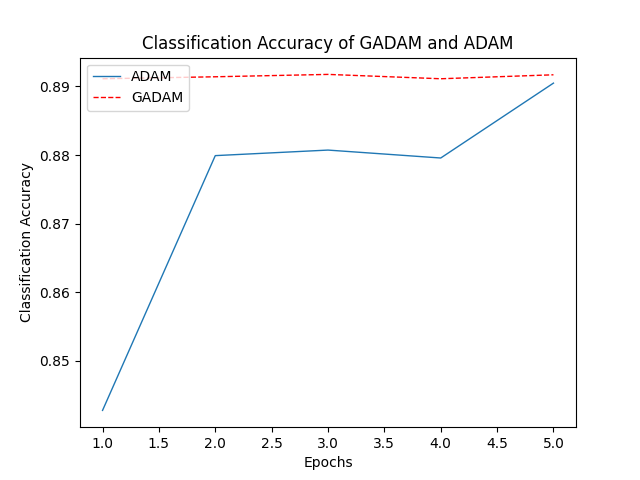 Classification Accuracy of GADAM and ADAM
ADAM
GADAM
0.89
0.88
0.87
0.86
0.85
Classification Accuracy
1.0 1.5 2.0 2.5 3.0 3.5 4.0 4.5 5.0
Epochs